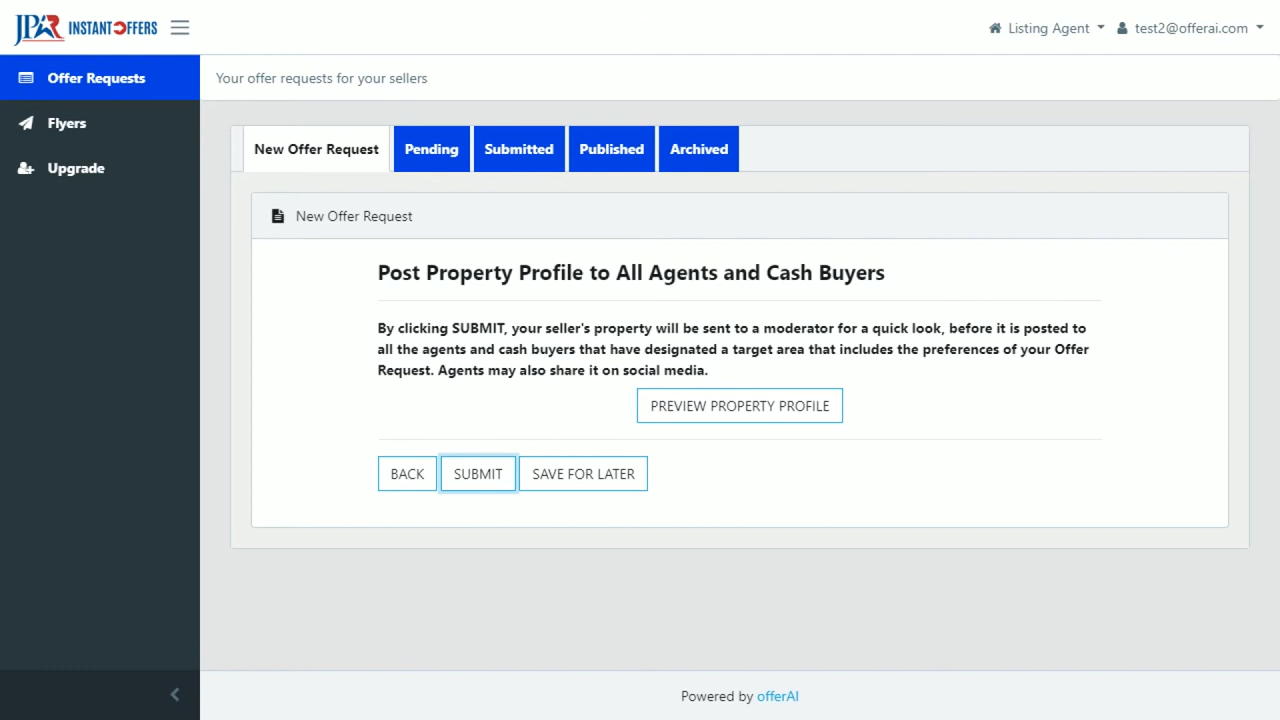 JPAR INSTANT OFFERS
Listing Agent
test2@offerai.com
Offer Requests
Flyers
Upgrade
Your offer requests for your sellers
New Offer Request
Pending
Submitted
Published
Archived
New Offer Request
Post Property Profile to All Agents and Cash Buyers
By clicking SUBMIT, your seller's property will be sent to a moderator for a quick look, before it is posted to
all the agents and cash buyers that have designated a target area that includes the preferences of your Offer
Request. Agents may also share it on social media.
PREVIEW PROPERTY PROFILE
BACK
SUBMIT
SAVE FOR LATER
Powered by offerAI